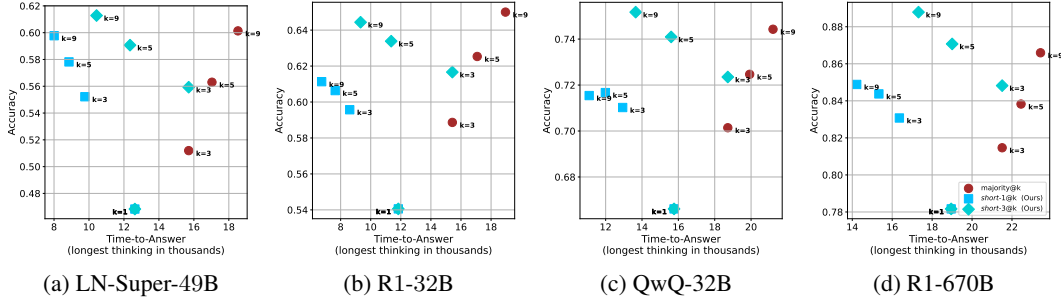 0.62
0.60
0.58
0.56
0.54
0.52
0.50
0.48
Accuracy
k=9
k=9
k=9
k=5
k=5
k=5
k=3
k=3
k=3
k=1
8 10 12 14 16 18
Time-to-Answer
(longest thinking in thousands)
(a) LN-Super-49B
0.64
0.62
0.60
0.58
0.56
0.54
Accuracy
k=9
k=9
k=9
k=5
k=5
k=5
k=3
k=3
k=3
k=1
8 10 12 14 16 18
Time-to-Answer
(longest thinking in thousands)
(b) R1-32B
0.74
0.72
0.70
0.68
Accuracy
k=9
k=9
k=9
k=5
k=5
k=5
k=3
k=3
k=3
k=1
12 14 16 18 20
Time-to-Answer
(longest thinking in thousands)
(c) QwQ-32B
0.88
0.86
0.84
0.82
0.80
0.78
Accuracy
k=9
k=9
k=9
k=5
k=5
k=5
k=3
k=3
k=3
k=1
majority@k
short-1@k (Ours)
short-3@k (Ours)
14 16 18 20 22
Time-to-Answer
(longest thinking in thousands)
(d) R1-670B